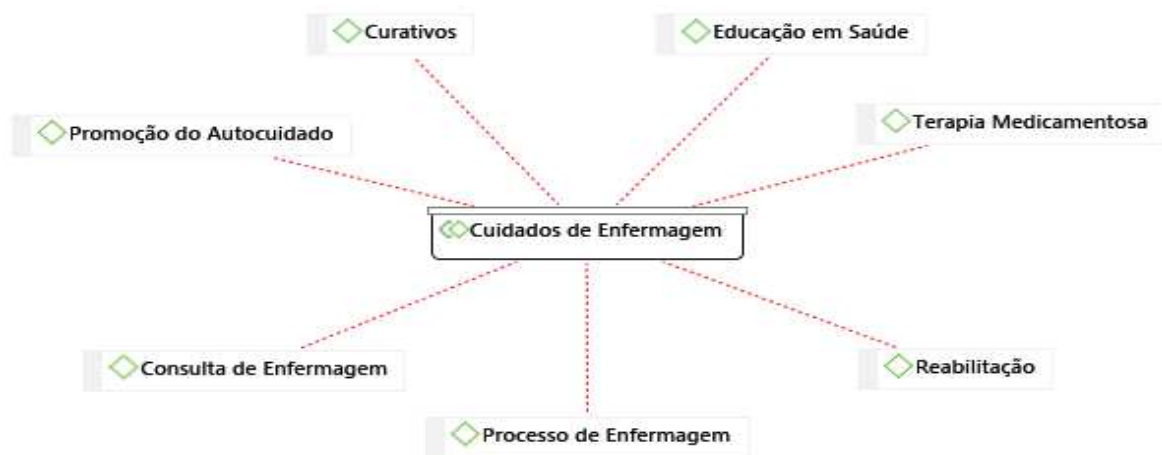 Curativos
Educação em Saúde
Promoção do Autocuidado
Terapia Medicamentosa
Cuidados de Enfermagem
Consulta de Enfermagem
Reabilitação
Processo de Enfermagem